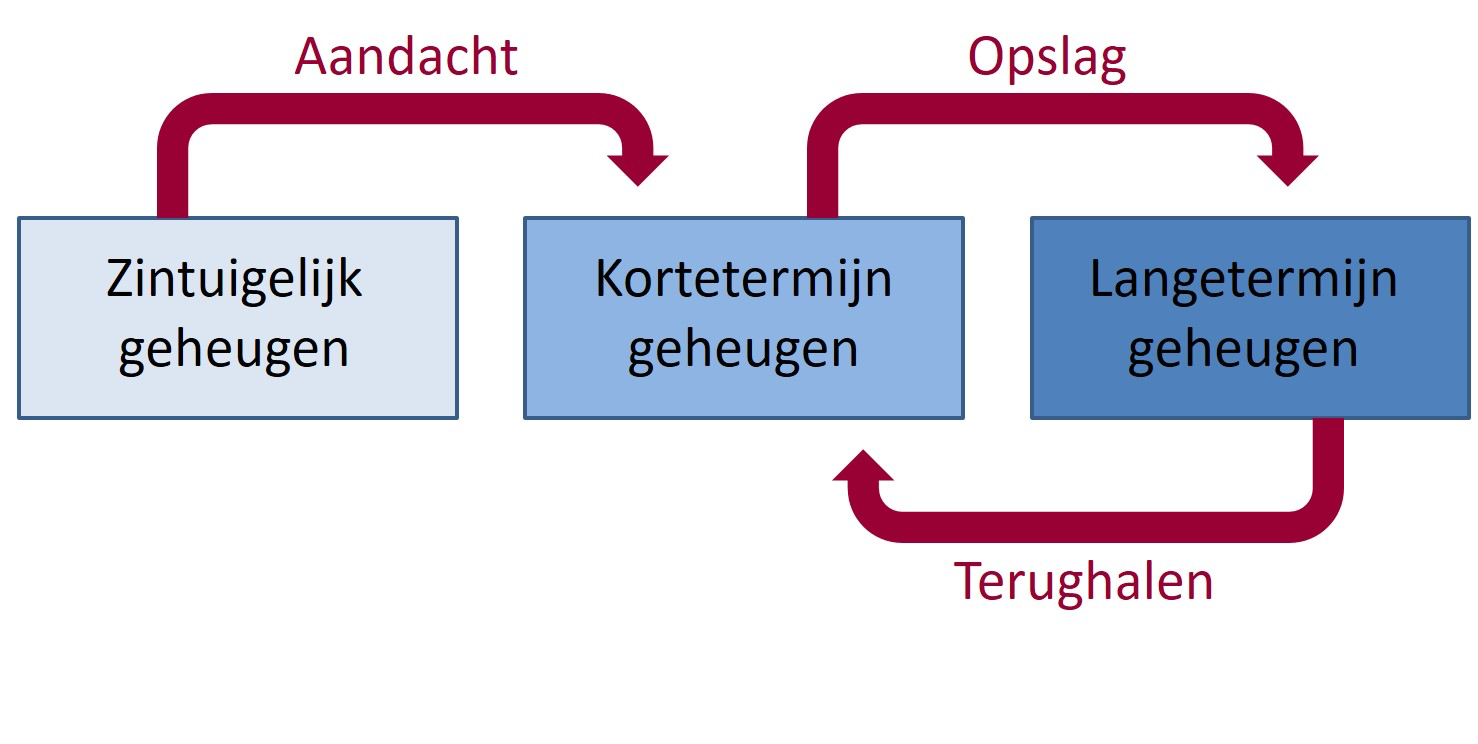 Aandacht
Opslag
Zintuigelijk
geheugen
Kortetermijn
geheugen
Langetermijn
geheugen
Terughalen